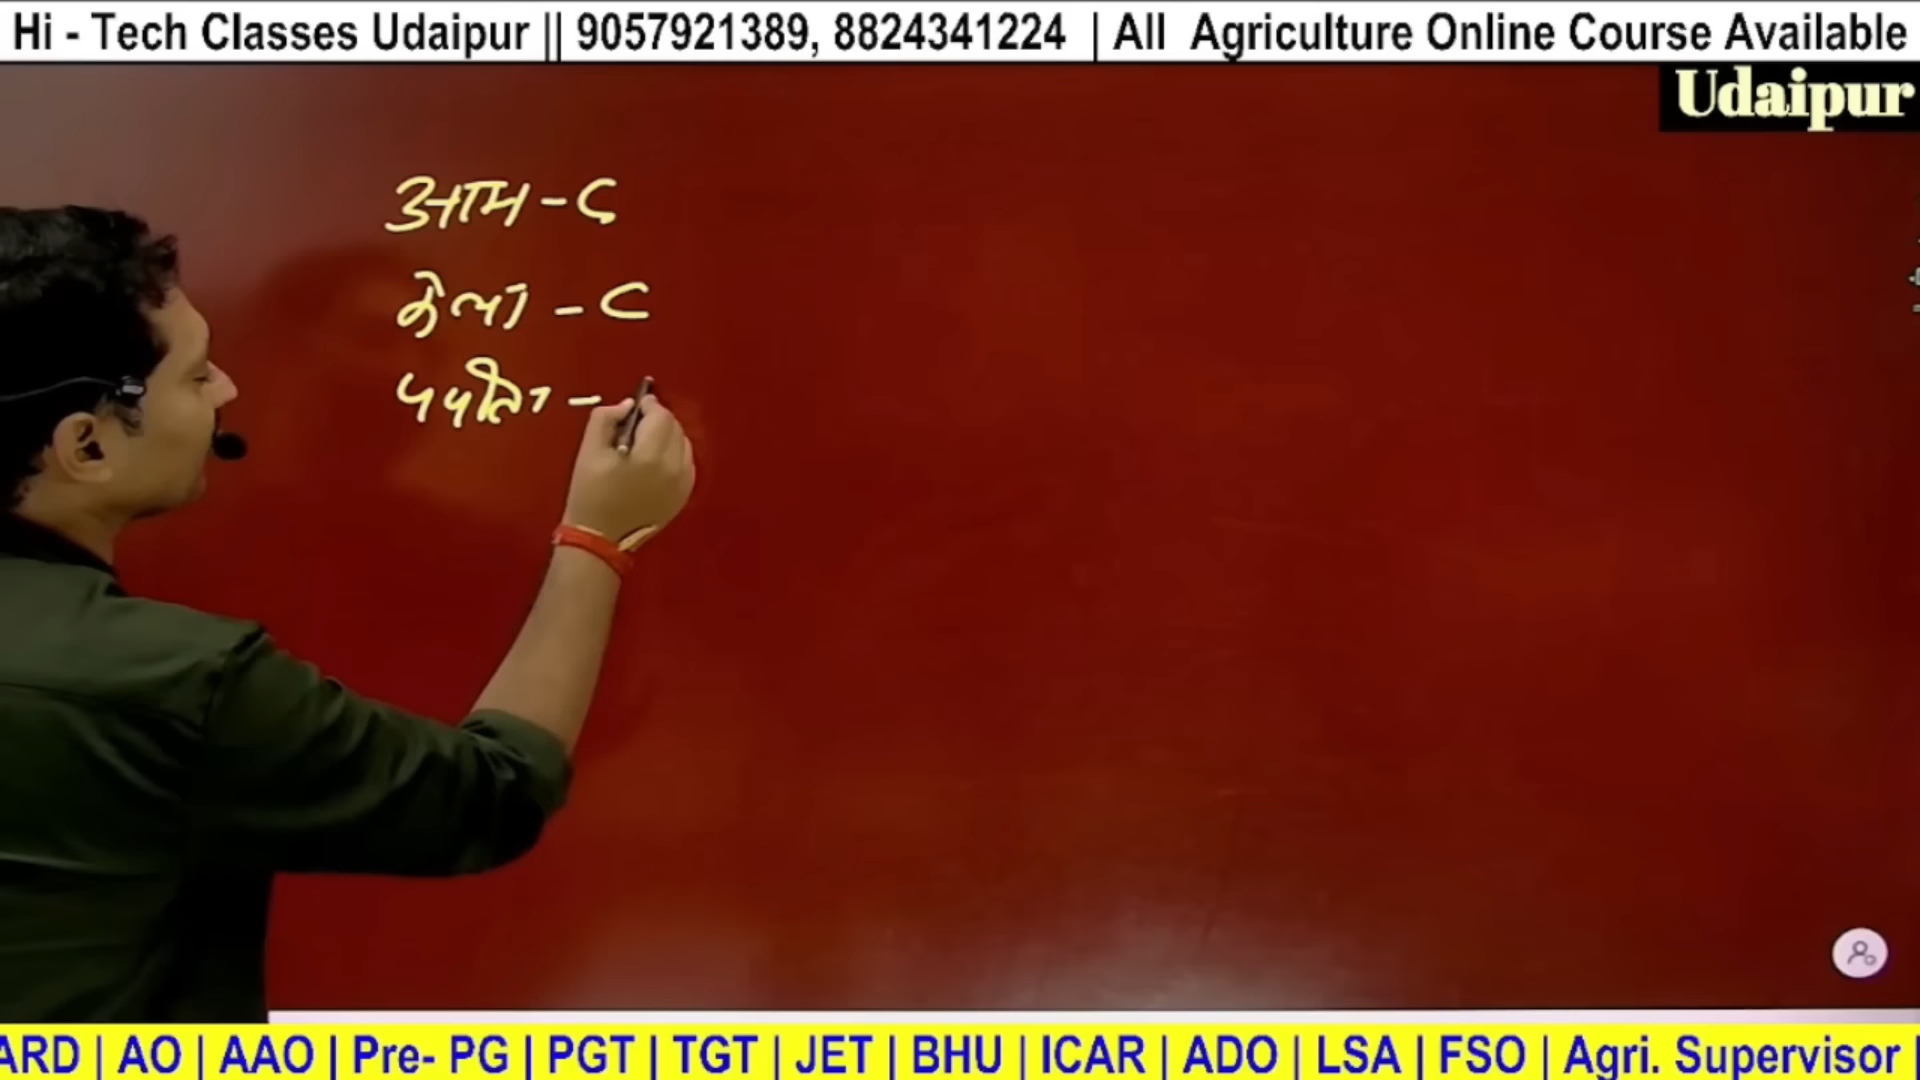 Hi - Tech Classes Udaipur || 9057921389, 8824341224 | All Agriculture Online Course Available
Udaipur
आम - C
केला - C
पपीता -
ARD | AO | AAO | Pre- PG | PGT | TGT | JET | BHU | ICAR | ADO | LSA | FSO | Agri. Supervisor |